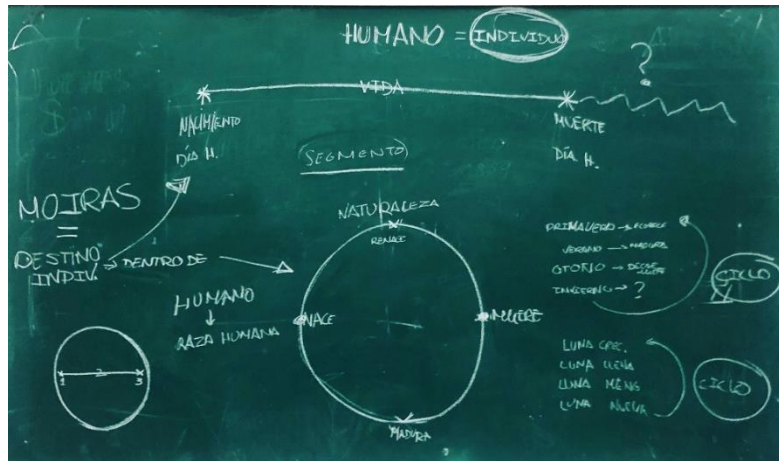 HUMANO = INDIVIDUO
?
VIDA
NACIMIENTO
DÍA H.
MUERTE
DÍA H.
SEGMENTO
MOIRAS
=
DESTINO
INDIV.
DENTRO DE
HUMANO
RAZA HUMANA
NATURALEZA
RENACE
NACE
MUERE
MADURA
VERANO
OTOÑO
INVIERNO → ?
CICLO
LUNA CREC.
LUNA LLENA
LUNA MENG.
LUNA NUEVA
CICLO
1 2 3